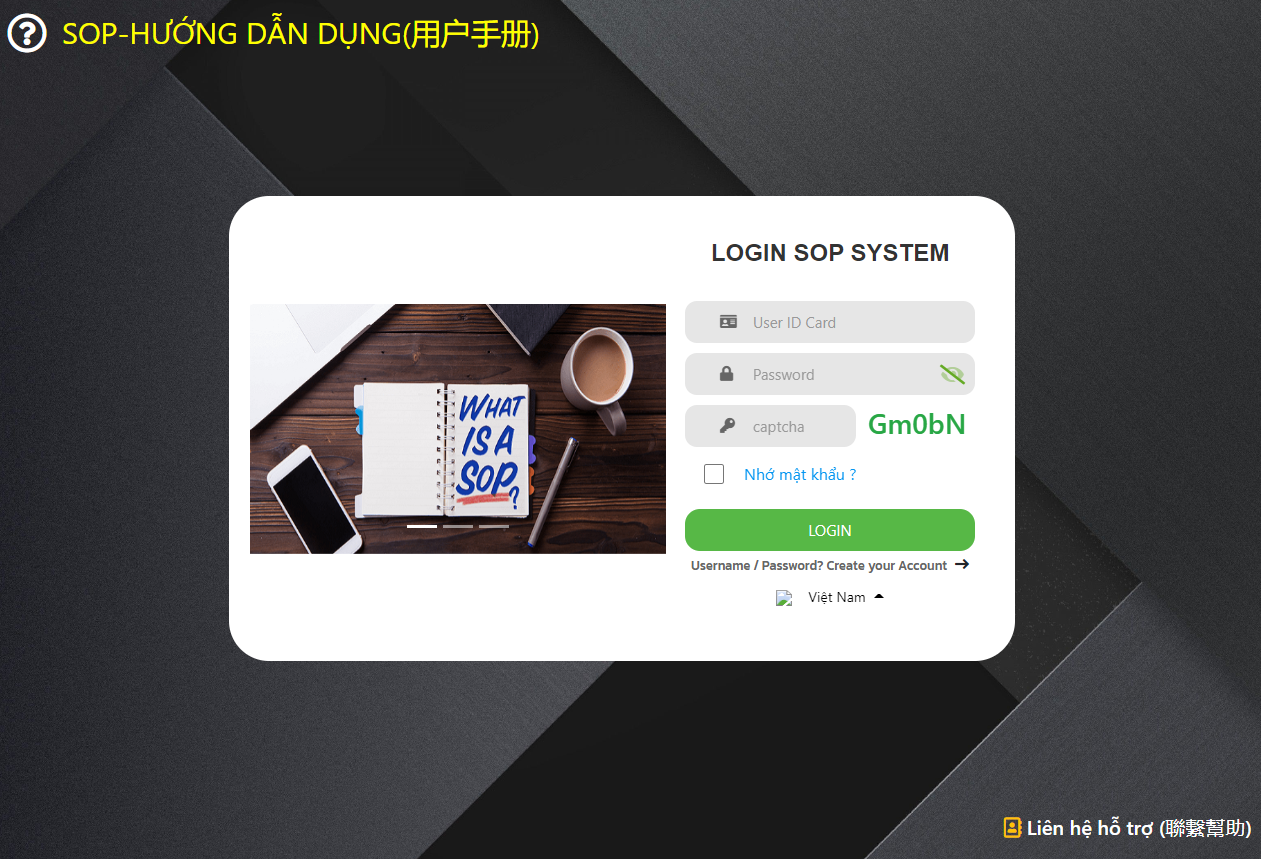 SOP-HƯỚNG DẪN DỤNG(用户手册)
LOGIN SOP SYSTEM
User ID Card
Password
WHAT
IS A
SOP?
captcha
Gm0bN
Nhớ mật khẩu ?
LOGIN
Username / Password? Create your Account
Việt Nam
Liên hệ hỗ trợ (聯繫幫助)